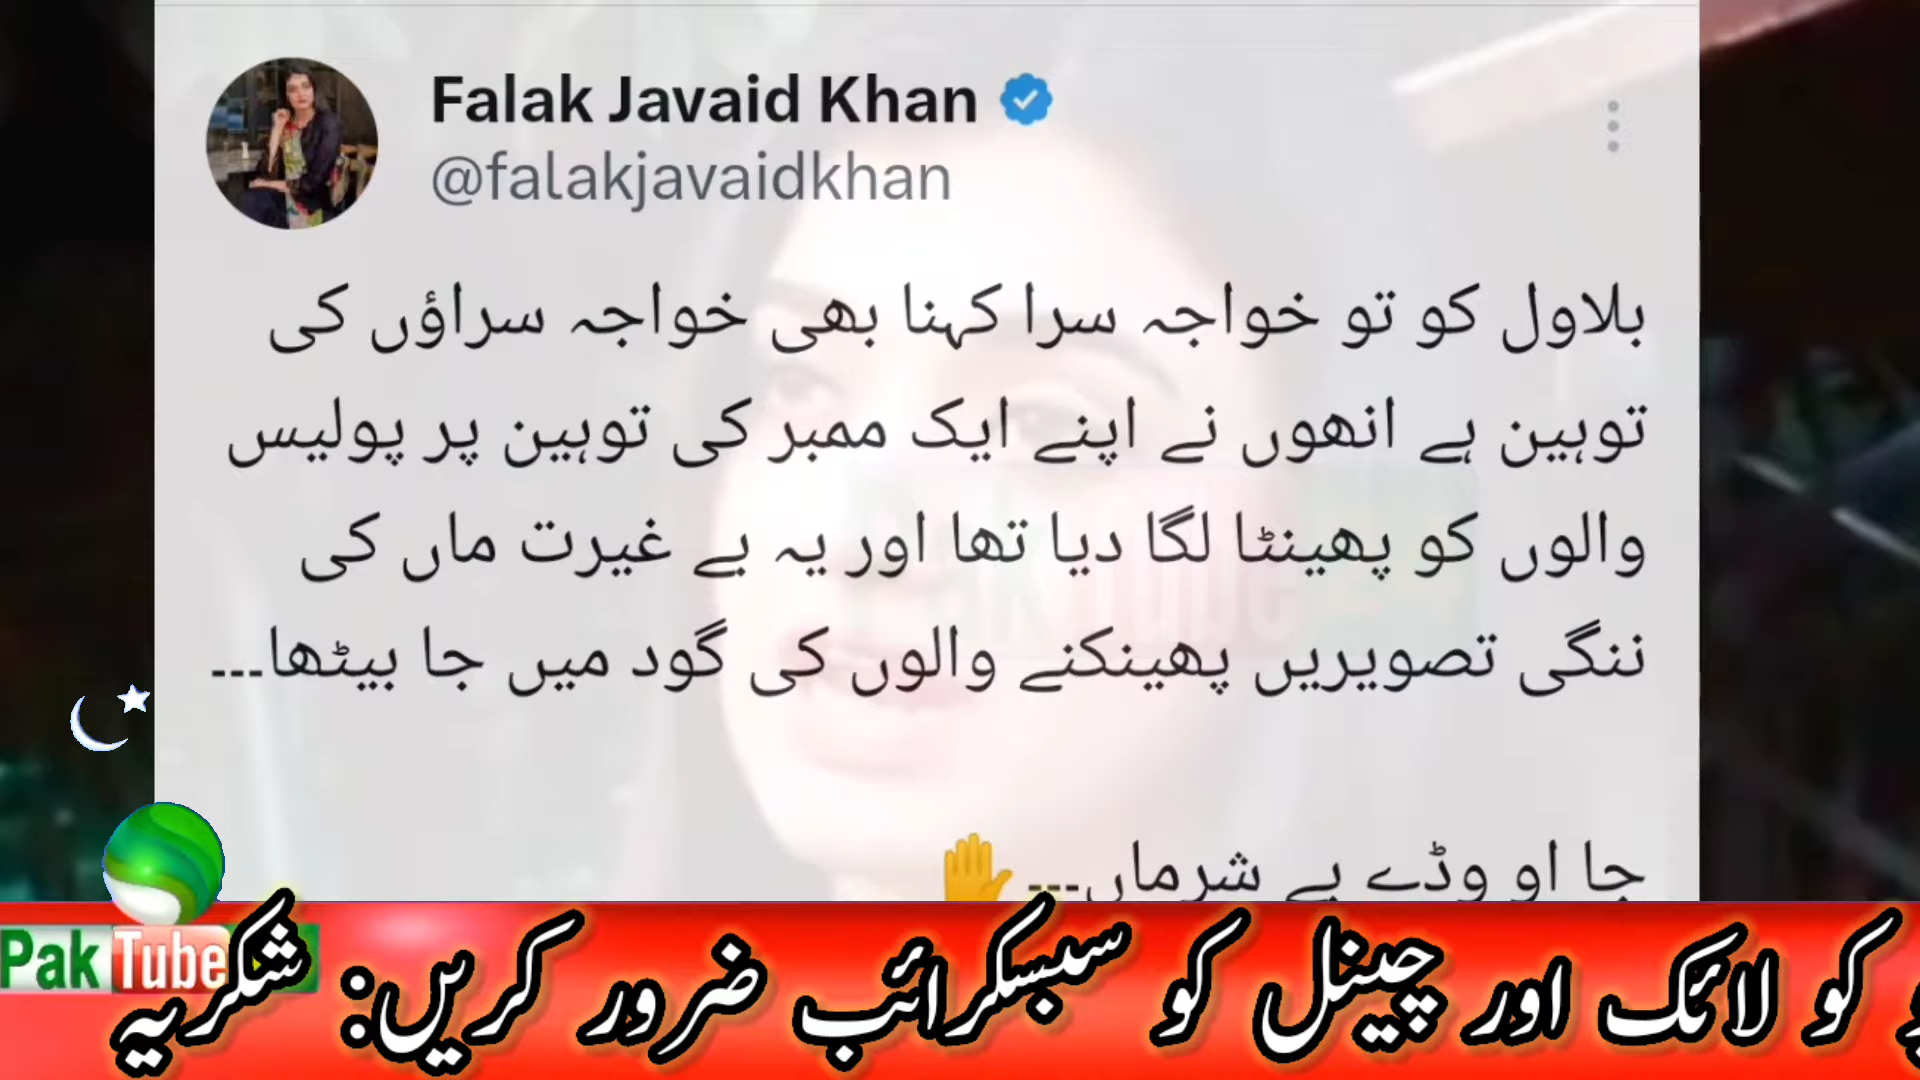 Falak Javaid Khan
@falakjavaidkhan
بلاول کو تو خواجہ سرا کہنا بھی خواجہ سراؤں کی
توہین ہے انھوں نے اپنے ایک ممبر کی توہین پر پولیس
والوں کو پھینٹا لگا دیا تھا اور یہ بے غیرت ماں کی
ننگی تصویریں پھینکنے والوں کی گود میں جا بیٹھا---
جا او وڈے بے شرماں---✋
کو لائک اور چینل کو سبسکرائب ضرور کریں: شکریہ
Pak Tube